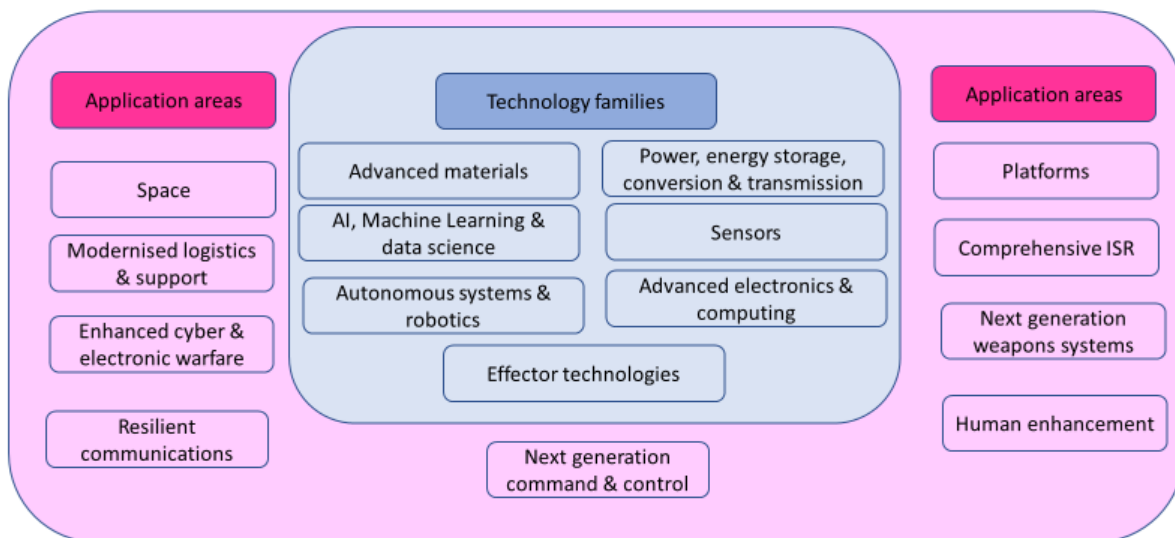 Application areas
Space
Modernised logistics
& support
Enhanced cyber &
electronic warfare
Resilient
communications
Technology families
Advanced materials
Power, energy storage,
conversion & transmission
AI, Machine Learning &
data science
Sensors
Autonomous systems &
robotics
Advanced electronics &
computing
Effector technologies
Next generation
command & control
Application areas
Platforms
Comprehensive ISR
Next generation
weapons systems
Human enhancement